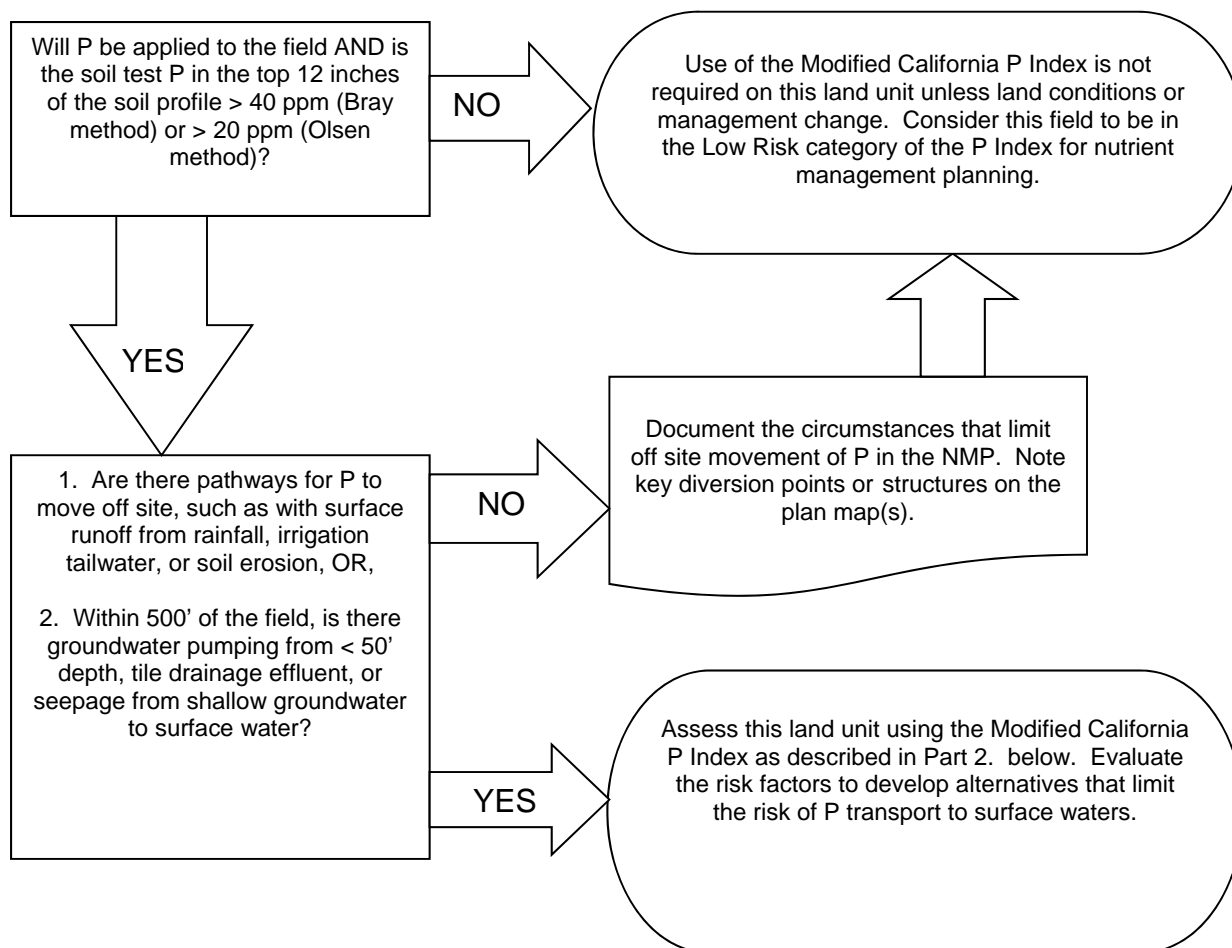 Will P be applied to the field AND is
the soil test P in the top 12 inches
of the soil profile > 40 ppm (Bray
method) or > 20 ppm (Olsen
method)?
NO
Use of the Modified California P Index is not
required on this land unit unless land conditions or
management change.  Consider this field to be in
the Low Risk category of the P Index for nutrient
management planning.
YES
1.  Are there pathways for P to
move off site, such as with surface
runoff from rainfall, irrigation
tailwater, or soil erosion, OR,
2.  Within 500’ of the field, is there
groundwater pumping from < 50’
depth, tile drainage effluent, or
seepage from shallow groundwater
to surface water?
NO
Document the circumstances that limit
off site movement of P in the NMP.  Note
key diversion points or structures on the
plan map(s).
YES
Assess this land unit using the Modified California
P Index as described in Part 2.  below.  Evaluate
the risk factors to develop alternatives that limit
the risk of P transport to surface waters.